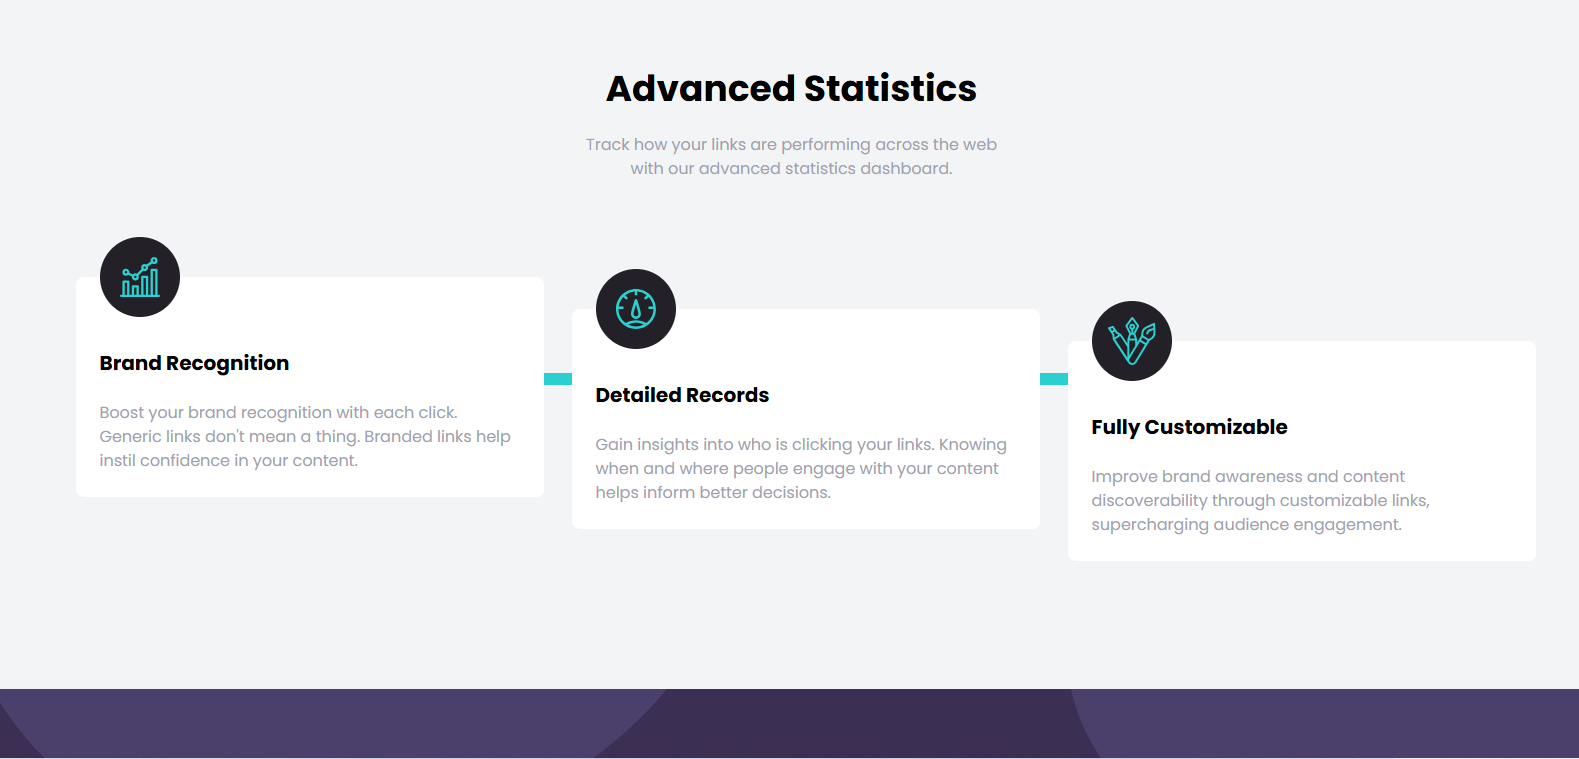 Advanced Statistics
Track how your links are performing across the web
with our advanced statistics dashboard.
Brand Recognition
Boost your brand recognition with each click.
Generic links don't mean a thing. Branded links help
instil confidence in your content.
Detailed Records
Gain insights into who is clicking your links. Knowing
when and where people engage with your content
helps inform better decisions.
Fully Customizable
Improve brand awareness and content
discoverability through customizable links,
supercharging audience engagement.